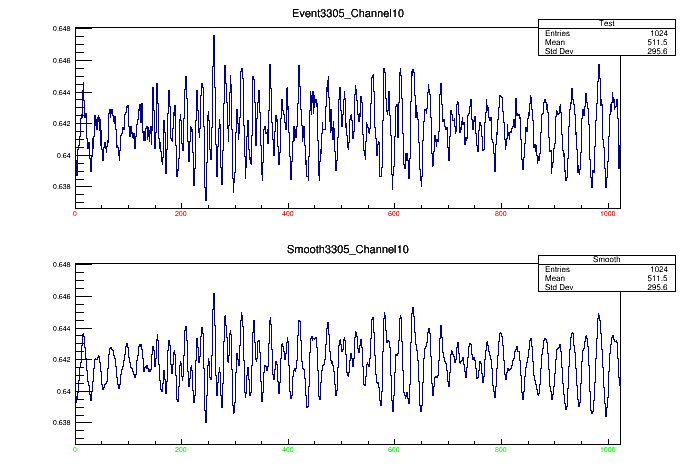 Event3305_Channel10
Test
Entries 1024
Mean 511.5
Std Dev 295.6
0.648
0.646
0.644
0.642
0.64
0.638
0 200 400 600 800 1000
Smooth3305_Channel10
Smooth
Entries 1024
Mean 511.5
Std Dev 295.6
0.648
0.646
0.644
0.642
0.64
0.638
0 200 400 600 800 1000